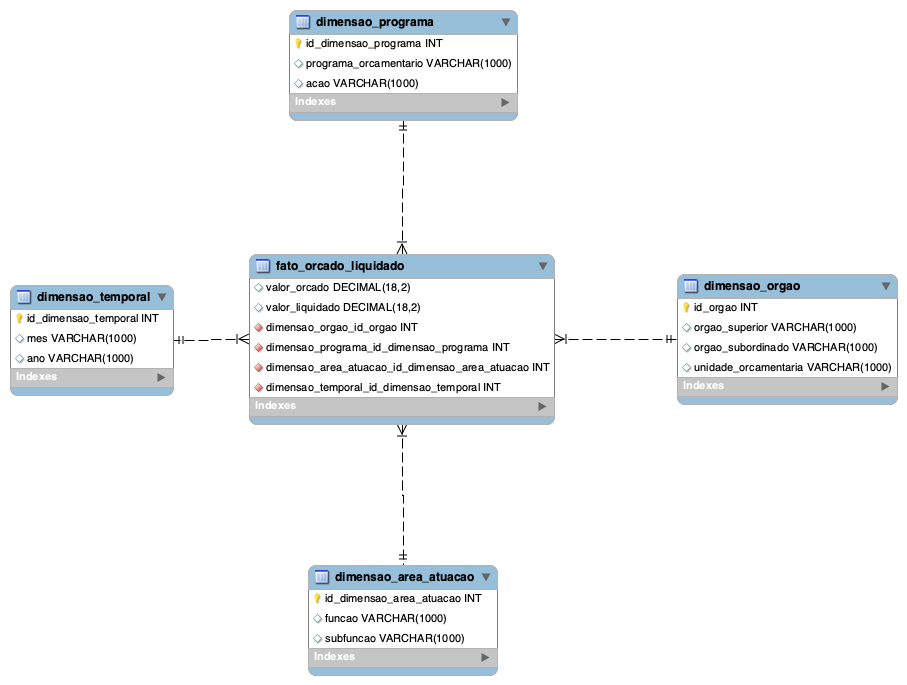 dimensao_programa
id_dimensao_programa INT
programa_orcamentario VARCHAR(1000)
acao VARCHAR(1000)
Indexes
fato_orcado_liquidado
valor_orcado DECIMAL(18,2)
valor_liquidado DECIMAL(18,2)
dimensao_orgao_id_orgao INT
dimensao_programa_id_dimensao_programa INT
dimensao_area_atuacao_id_dimensao_area_atuacao INT
dimensao_temporal_id_dimensao_temporal INT
Indexes
dimensao_temporal
id_dimensao_temporal INT
mes VARCHAR(1000)
ano VARCHAR(1000)
Indexes
dimensao_orgao
id_orgao INT
orgao_superior VARCHAR(1000)
orgao_subordinado VARCHAR(1000)
unidade_orcamentaria VARCHAR(1000)
Indexes
dimensao_area_atuacao
id_dimensao_area_atuacao INT
funcao VARCHAR(1000)
subfuncao VARCHAR(1000)
Indexes